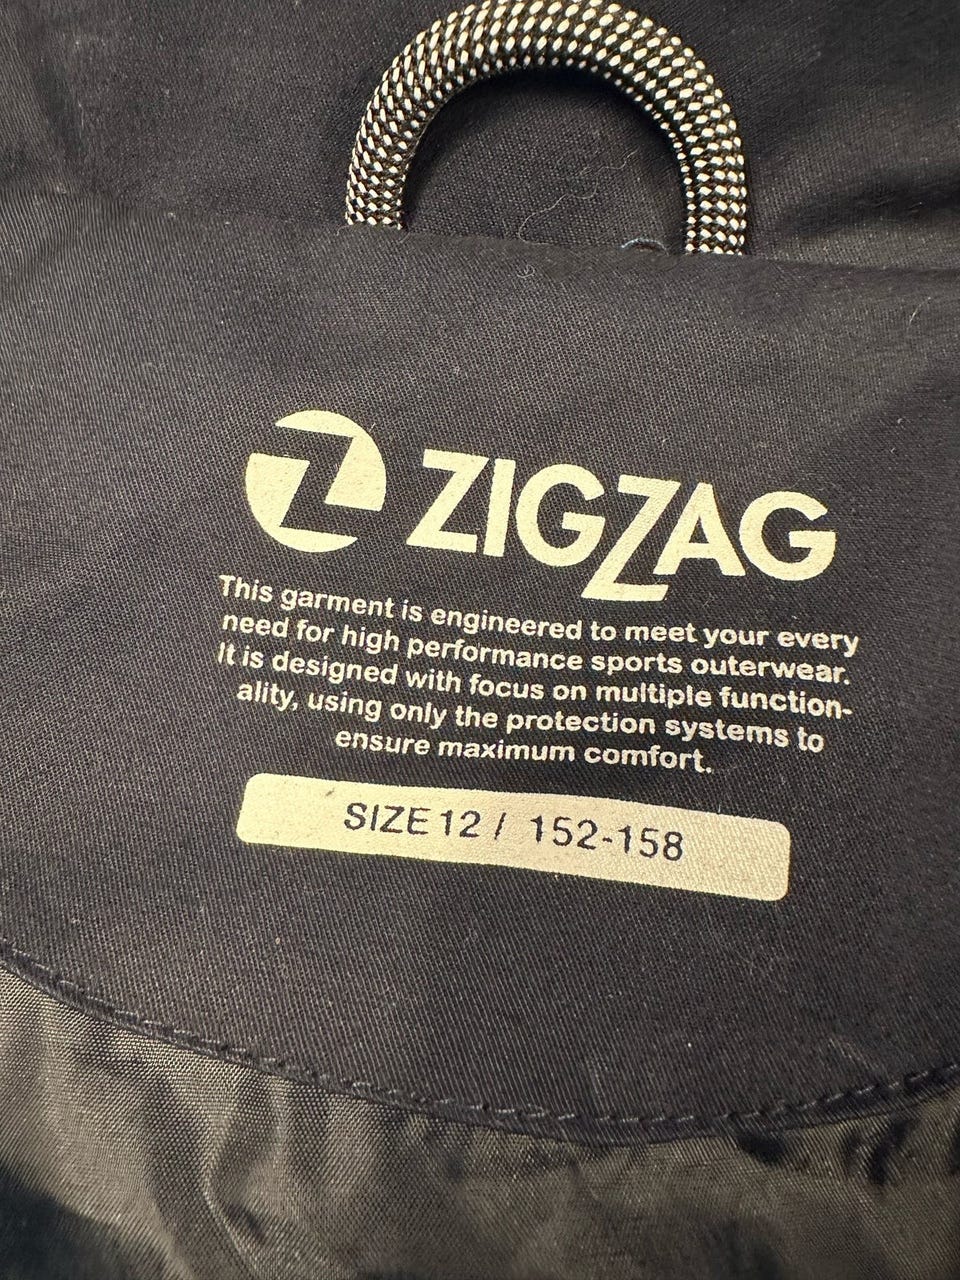 Z ZIGZAG
This garment is engineered to meet your every
need for high performance sports outerwear.
It is designed with focus on multiple function-
ality, using only the protection systems to
ensure maximum comfort.
SIZE 12 / 152-158